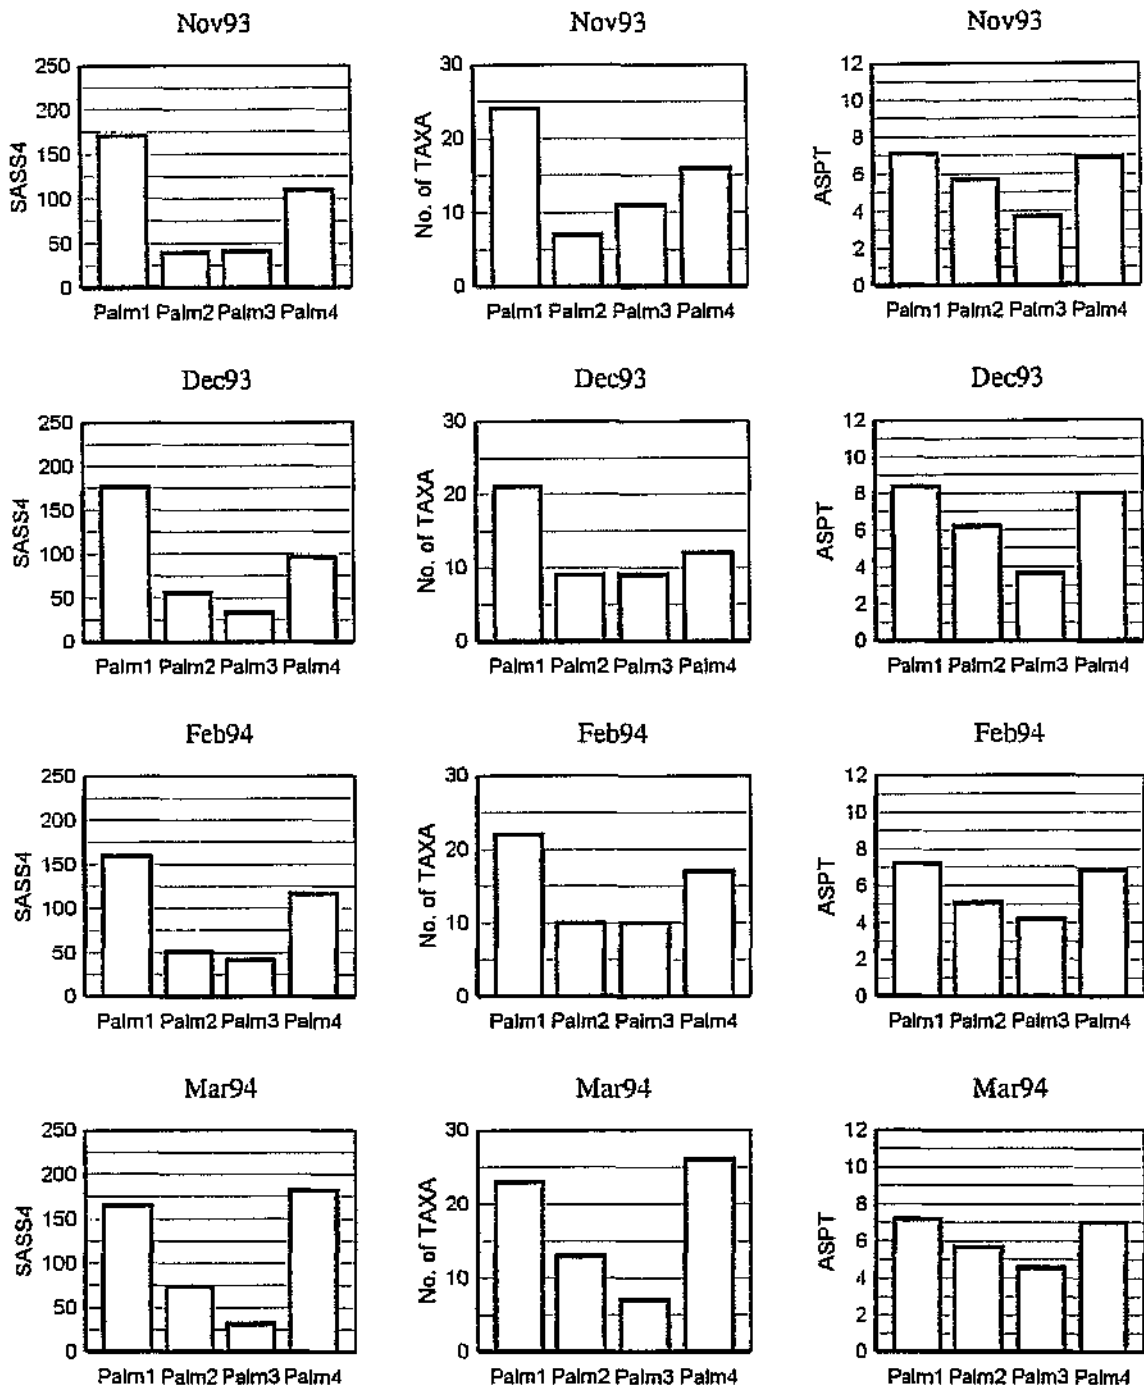 Nov93 Nov93 Nov93
250 30 12
200 10
150 20 8
100 10 6
50 4
0 0 2
0
SASS4 No. of TAXA ASPT
Palm1 Palm2 Palm3 Palm4 Palm1 Palm2 Palm3 Palm4 Palm1 Palm2 Palm3 Palm4
Dec93 Dec93 Dec93
250 30 12
200 10
150 20 8
100 10 6
50 4
0 0 2
0
SASS4 No. of TAXA ASPT
Palm1 Palm2 Palm3 Palm4 Palm1 Palm2 Palm3 Palm4 Palm1 Palm2 Palm3 Palm4
Feb94 Feb94 Feb94
250 30 12
200 10
150 20 8
100 10 6
50 4
0 0 2
0
SASS4 No. of TAXA ASPT
Palm1 Palm2 Palm3 Palm4 Palm1 Palm2 Palm3 Palm4 Palm1 Palm2 Palm3 Palm4
Mar94 Mar94 Mar94
250 30 12
200 10
150 20 8
100 10 6
50 4
0 0 2
0
SASS4 No. of TAXA ASPT
Palm1 Palm2 Palm3 Palm4 Palm1 Palm2 Palm3 Palm4 Palm1 Palm2 Palm3 Palm4